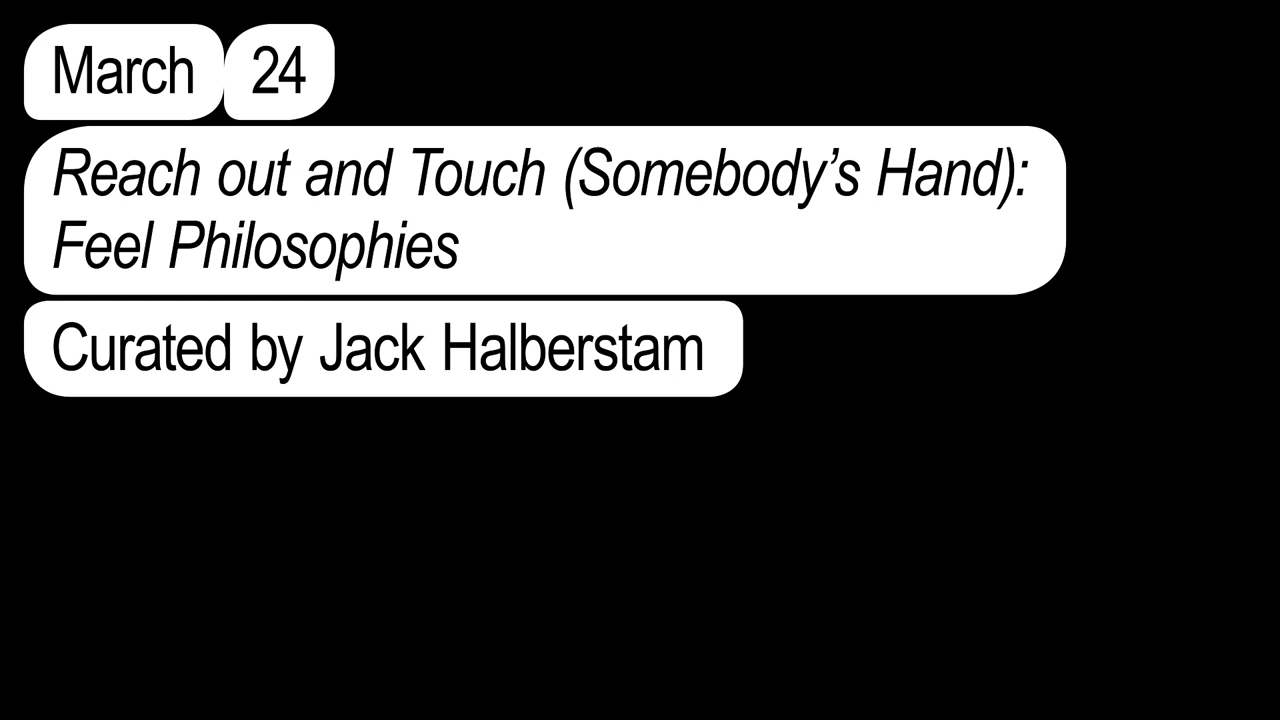 March 24
Reach out and Touch (Somebody’s Hand):
Feel Philosophies
Curated by Jack Halberstam